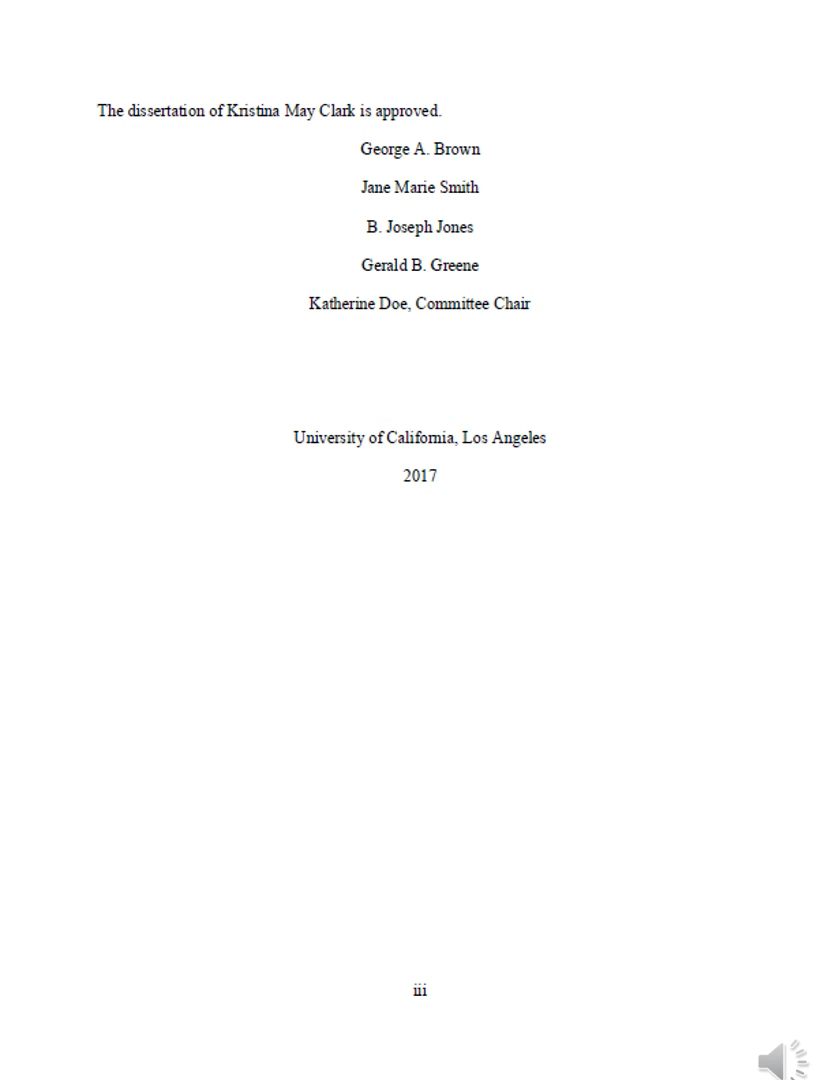 The dissertation of Kristina May Clark is approved.
George A. Brown
Jane Marie Smith
B. Joseph Jones
Gerald B. Greene
Katherine Doe, Committee Chair
University of California, Los Angeles
2017
iii